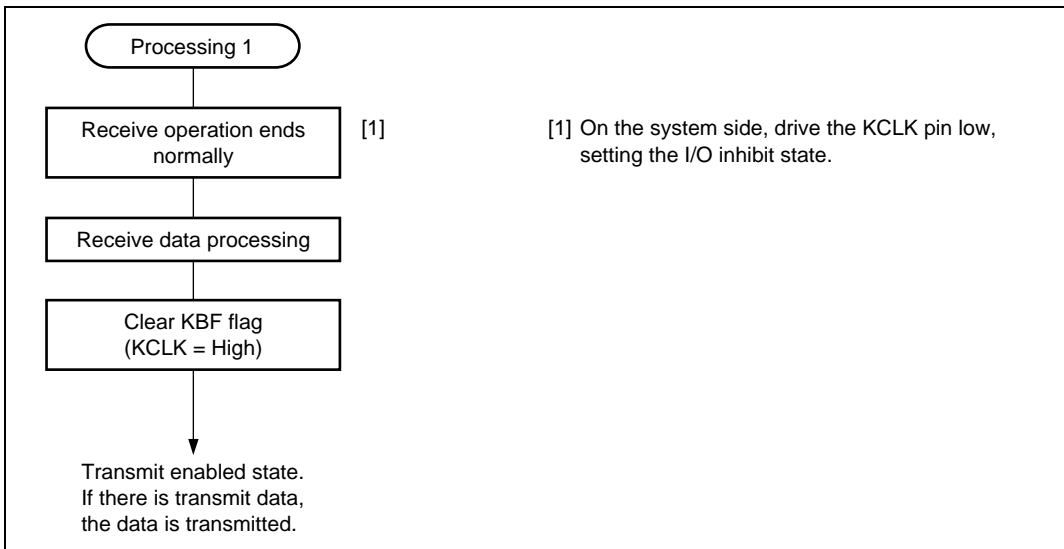 Processing 1
Receive operation ends
normally
[1]
[1] On the system side, drive the KCLK pin low,
setting the I/O inhibit state.
Receive data processing
Clear KBF flag
(KCLK = High)
Transmit enabled state.
If there is transmit data,
the data is transmitted.